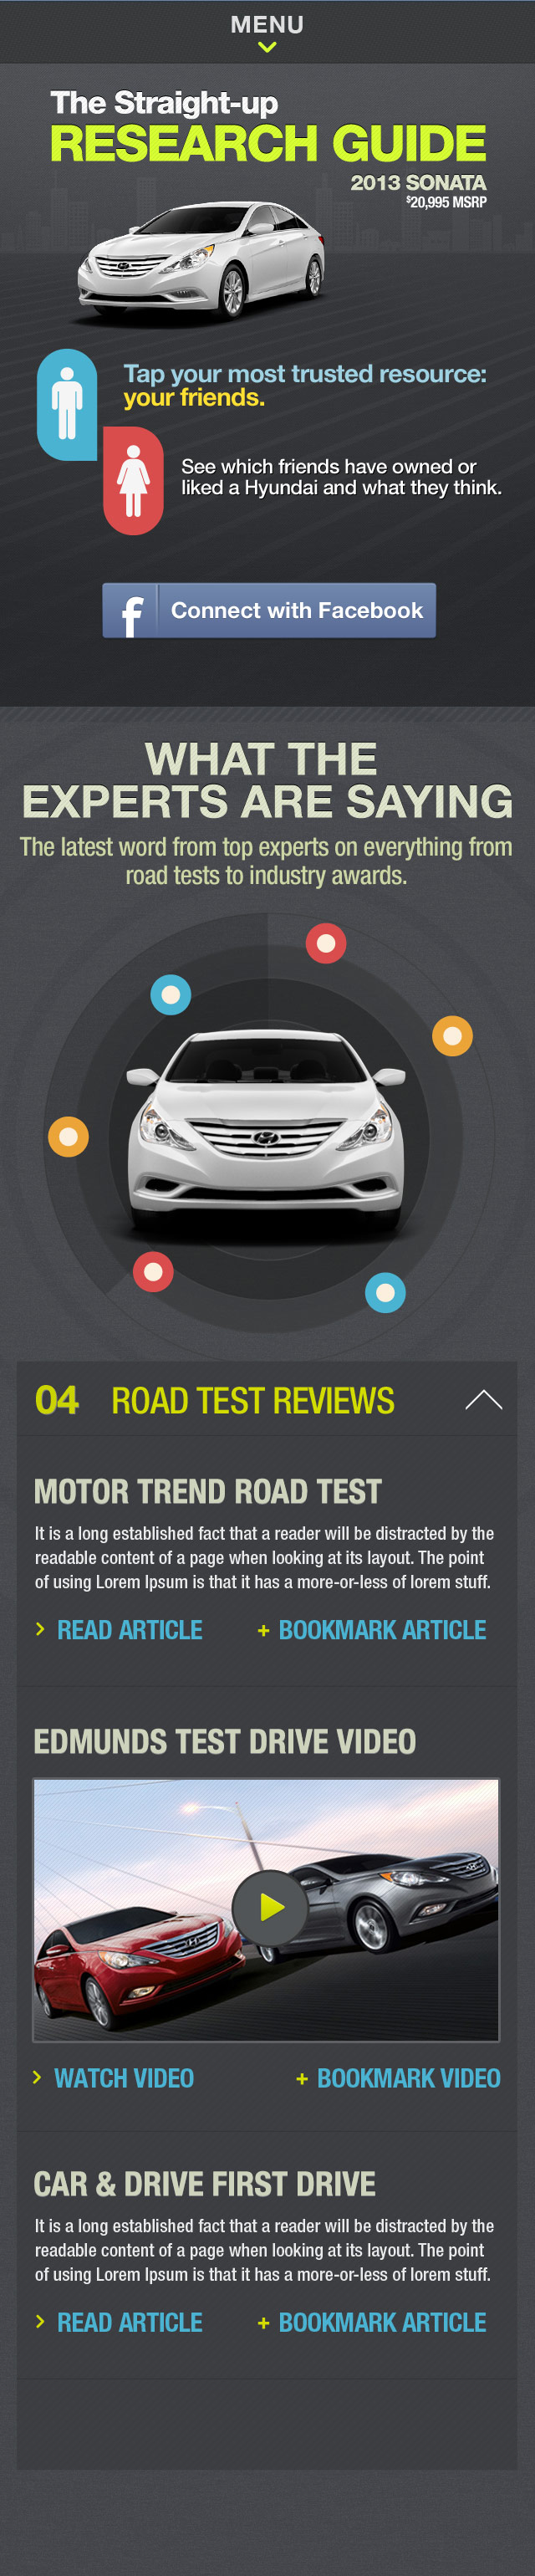 MENU
The Straight-up
RESEARCH GUIDE
2013 SONATA
$20,995 MSRP
Tap your most trusted resource:
your friends.
See which friends have owned or
liked a Hyundai and what they think.
f Connect with Facebook
WHAT THE
EXPERTS ARE SAYING
The latest word from top experts on everything from
road tests to industry awards.
04 ROAD TEST REVIEWS
MOTOR TREND ROAD TEST
It is a long established fact that a reader will be distracted by the
readable content of a page when looking at its layout. The point
of using Lorem Ipsum is that it has a more-or-less of lorem stuff.
> READ ARTICLE + BOOKMARK ARTICLE
EDMUNDS TEST DRIVE VIDEO
> WATCH VIDEO + BOOKMARK VIDEO
CAR & DRIVE FIRST DRIVE
It is a long established fact that a reader will be distracted by the
readable content of a page when looking at its layout. The point
of using Lorem Ipsum is that it has a more-or-less of lorem stuff.
> READ ARTICLE + BOOKMARK ARTICLE